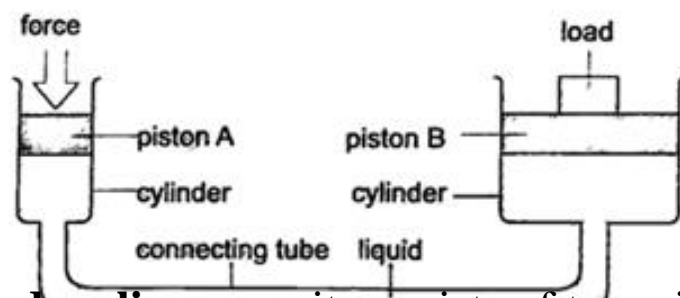 force
load
piston A
piston B
cylinder
cylinder
connecting tube
liquid